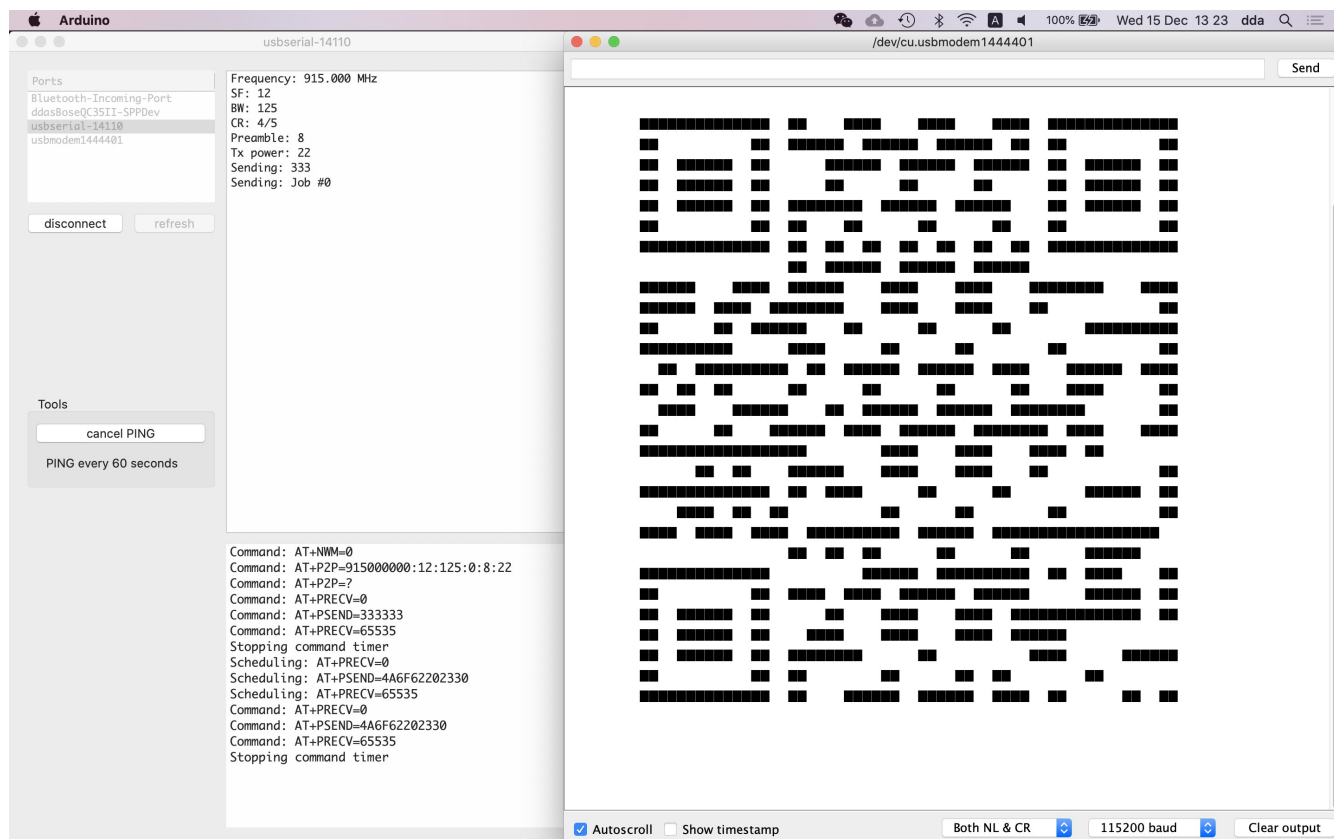 Arduino
100%
Wed 15 Dec 13 23
dda
usbserial-14110
Ports
Bluetooth-Incoming-Port
ddasBoseQC35II-SPPDev
usbserial-14110
usbmodem1444401
disconnect
refresh
Tools
cancel PING
PING every 60 seconds
Frequency: 915.000 MHz
SF: 12
BW: 125
CR: 4/5
Preamble: 8
Tx power: 22
Sending: 333
Sending: Job #0
Command: AT+NWM=0
Command: AT+P2P=915000000:12:125:0:8:22
Command: AT+P2P=?
Command: AT+PRECV=0
Command: AT+PSEND=333333
Command: AT+PRECV=65535
Stopping command timer
Scheduling: AT+PRECV=0
Scheduling: AT+PSEND=4A6F62202330
Scheduling: AT+PRECV=65535
Command: AT+PRECV=0
Command: AT+PSEND=4A6F62202330
Command: AT+PRECV=65535
Stopping command timer
/dev/cu.usbmodem1444401
Send
Autoscroll
Show timestamp
Both NL & CR
115200 baud
Clear output